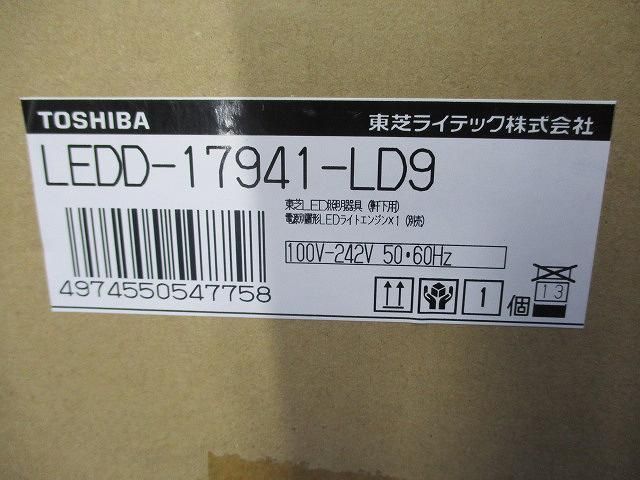 TOSHIBA 東芝ライテック株式会社
LEDD-17941-LD9
東芝LED照明器具(軒下用)
電源別置形LEDライトエンジン×1(別売)
100V-242V 50・60Hz
4974550547758
1 個 13